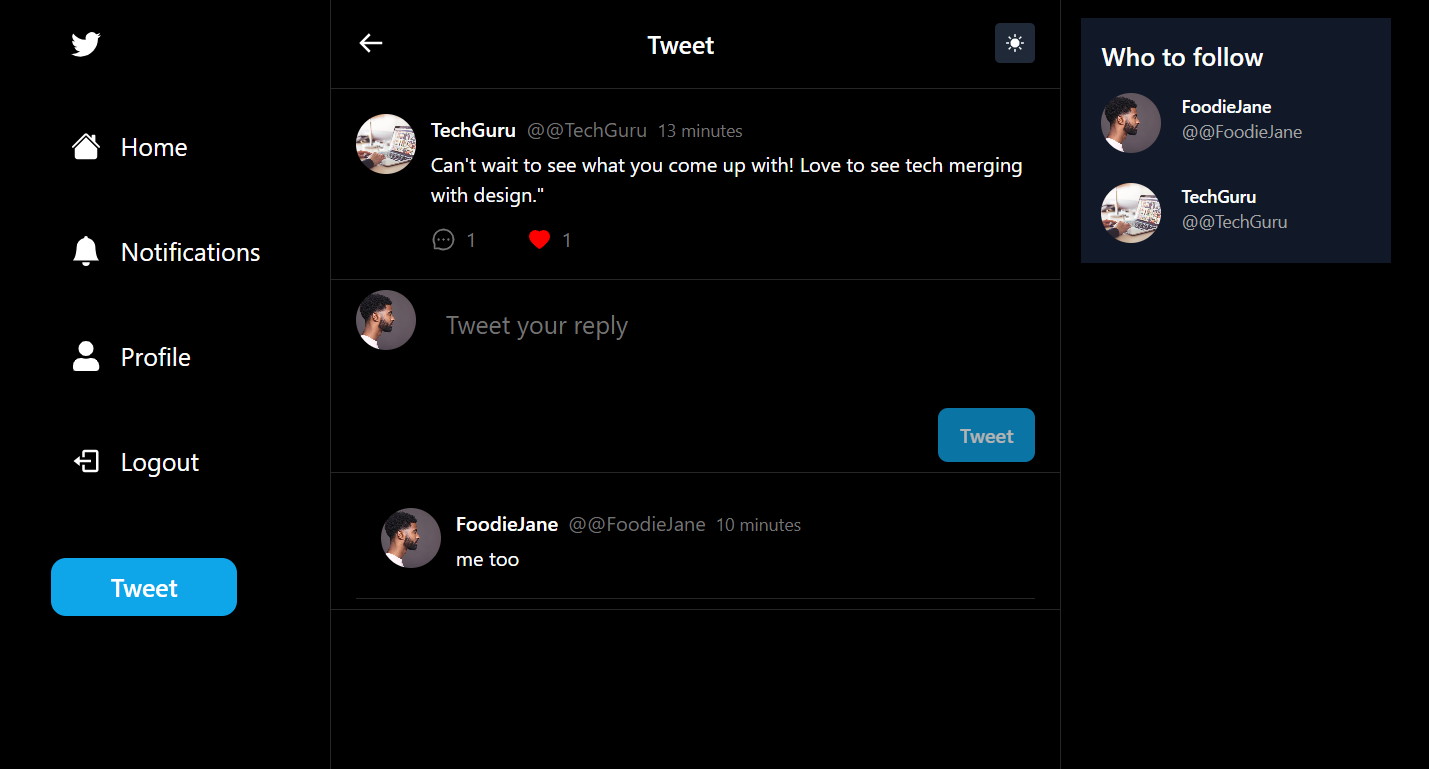 Home
Notifications
Profile
Logout
Tweet
Tweet
TechGuru @@TechGuru 13 minutes
Can't wait to see what you come up with! Love to see tech merging
with design."
1 1
Tweet your reply
Tweet
FoodieJane @@FoodieJane 10 minutes
me too
Who to follow
FoodieJane
@@FoodieJane
TechGuru
@@TechGuru